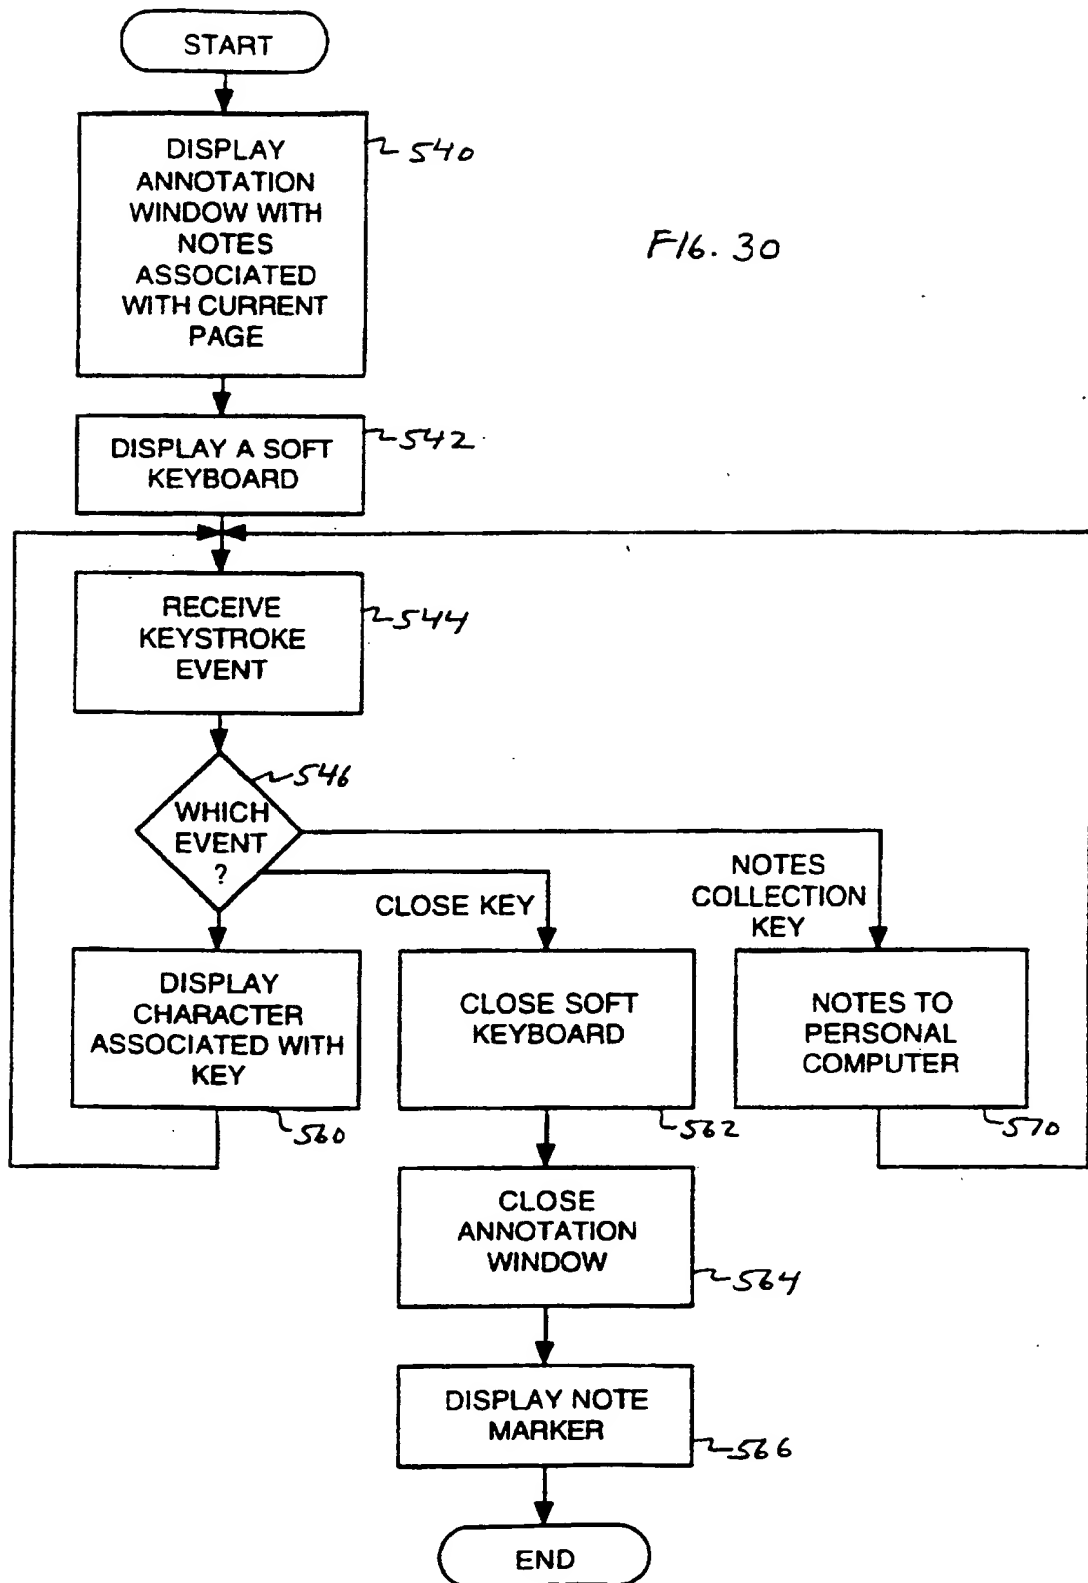 START
DISPLAY
ANNOTATION
WINDOW WITH
NOTES
ASSOCIATED
WITH CURRENT
PAGE
540
FIG. 30
DISPLAY A SOFT
KEYBOARD
542
RECEIVE
KEYSTROKE
EVENT
544
WHICH
EVENT
?
546
CLOSE KEY
NOTES
COLLECTION
KEY
DISPLAY
CHARACTER
ASSOCIATED WITH
KEY
560
CLOSE SOFT
KEYBOARD
562
NOTES TO
PERSONAL
COMPUTER
570
CLOSE
ANNOTATION
WINDOW
564
DISPLAY NOTE
MARKER
566
END